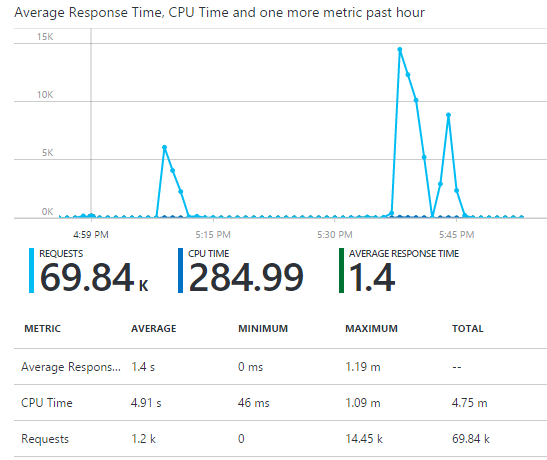 Average Response Time, CPU Time and one more metric past hour
15K
10K
5K
0K
4:59 PM 5:15 PM 5:30 PM 5:45 PM
REQUESTS CPU TIME AVERAGE RESPONSE TIME
69.84 K 284.99 1.4
METRIC AVERAGE MINIMUM MAXIMUM TOTAL
Average Respons... 1.4 s 0 ms 1.19 m --
CPU Time 4.91 s 46 ms 1.09 m 4.75 m
Requests 1.2 k 0 14.45 k 69.84 k